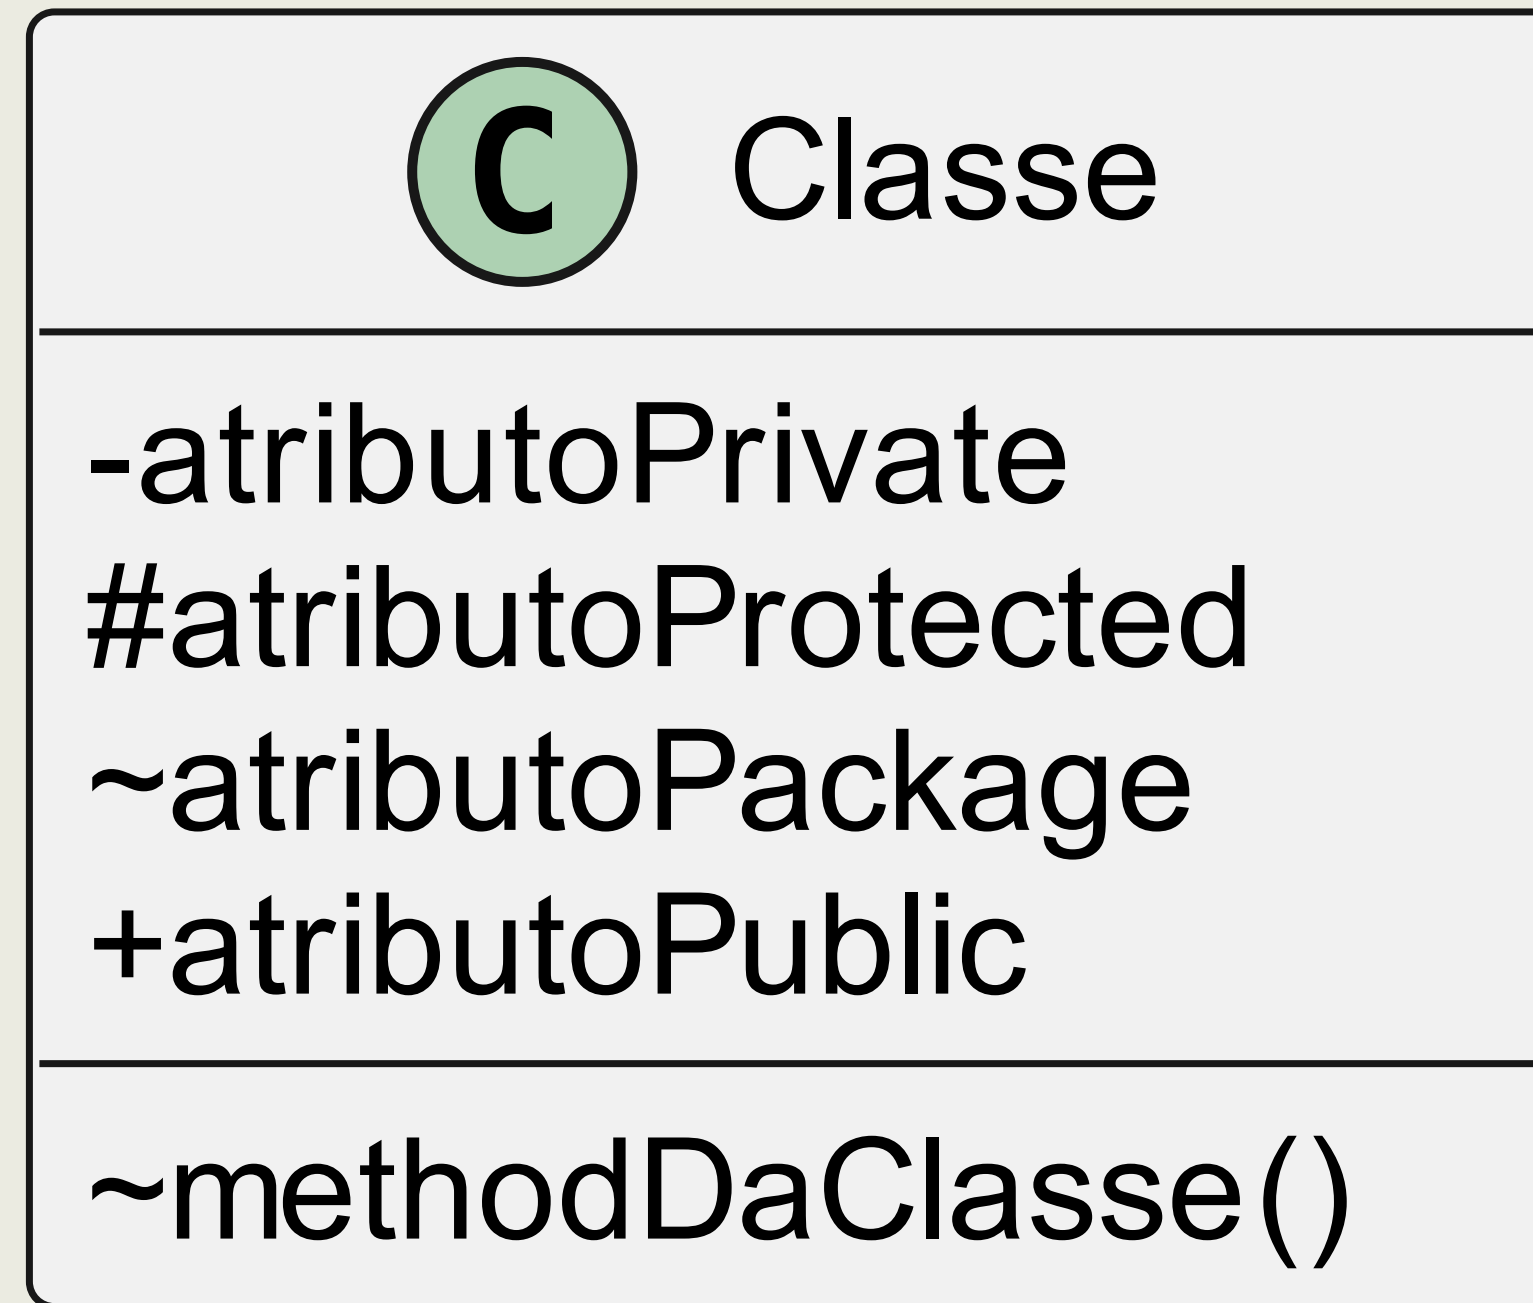 C Classe
-atributoPrivate
#atributoProtected
~atributoPackage
+atributoPublic
~methodDaClasse()